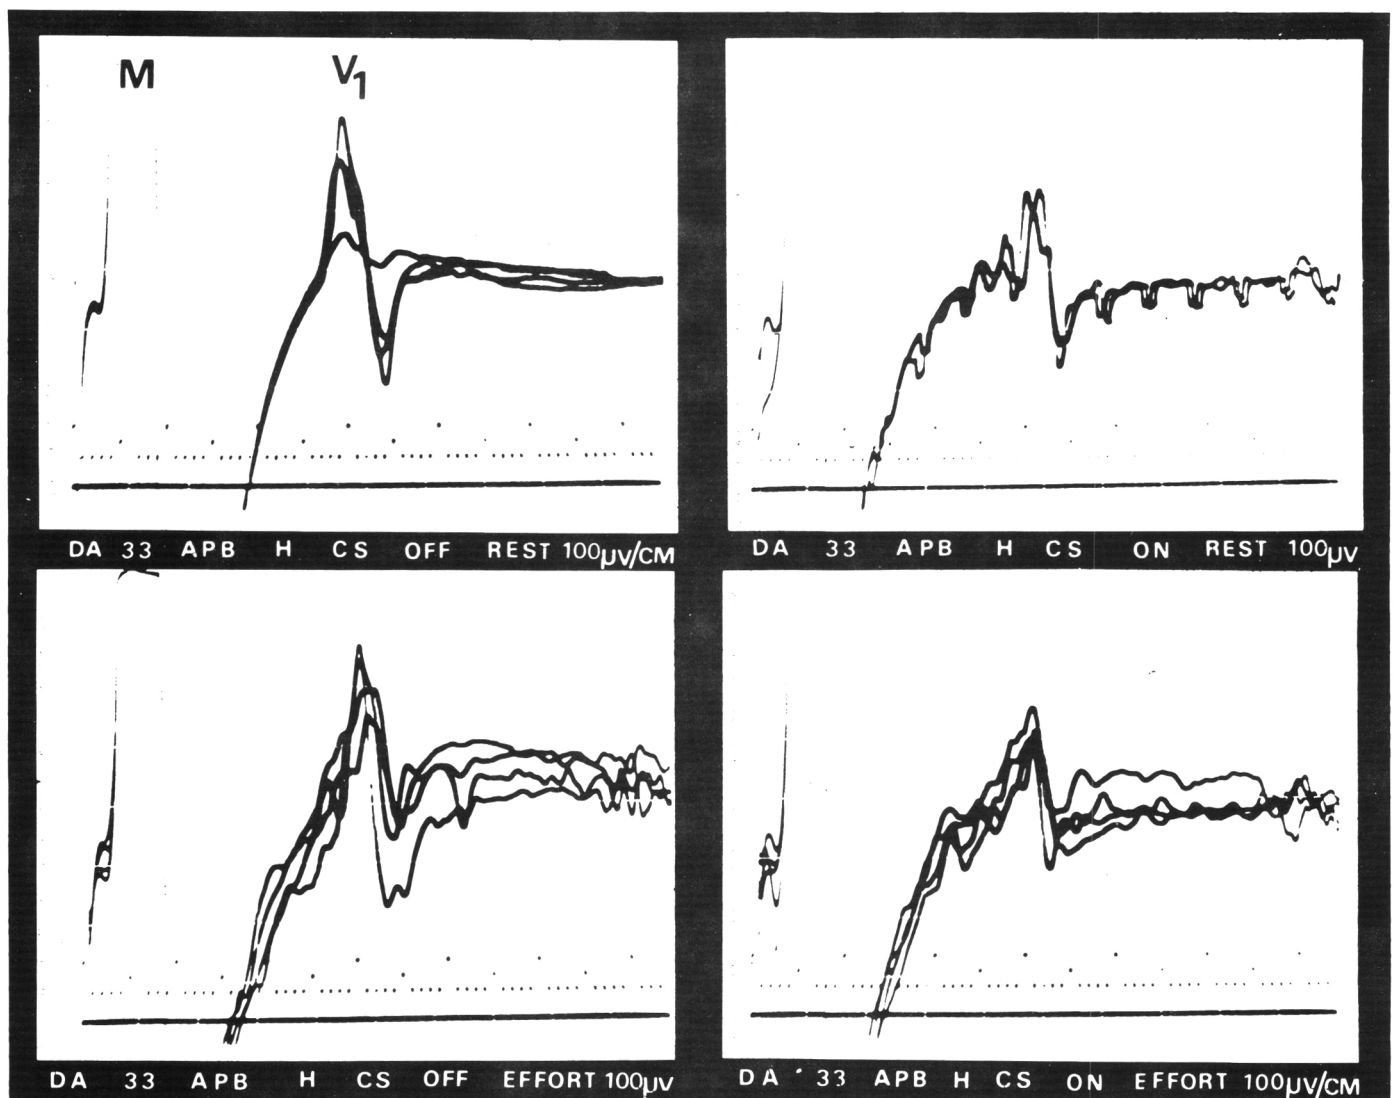 M V1
DA 33 APB H CS OFF REST 100μV/CM
DA 33 APB H CS ON REST 100μV
DA 33 APB H CS OFF EFFORT 100μV
DA 33 APB H CS ON EFFORT 100μV/CM